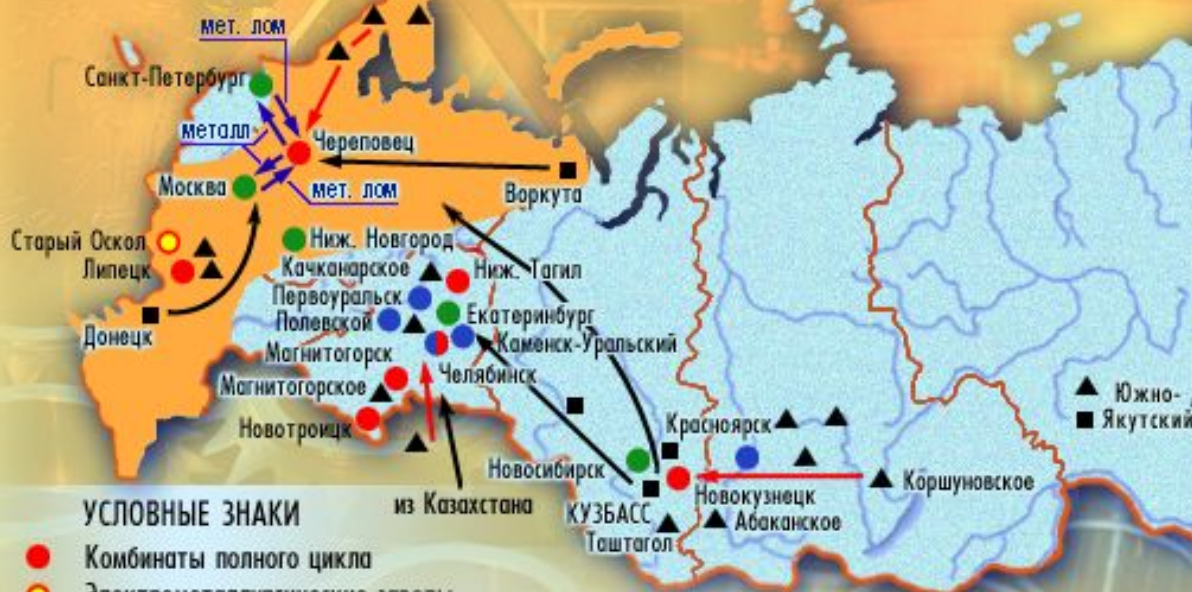 мет. лом
Санкт-Петербург
металл
Череповец
Москва
мет. лом
Воркута
Старый Оскол
Ниж. Новгород
Липецк
Качканарское
Ниж. Тагил
Первоуральск
Полевской
Екатеринбург
Донецк
Каменск-Уральский
Магнитогорск
Челябинск
Магнитогорское
Южно-
Якутский
Новотроицк
Красноярск
Новосибирск
Коршуновское
из Казахстана
Новокузнецк
КУЗБАСС
Абаканское
Таштагол
УСЛОВНЫЕ ЗНАКИ
Комбинаты полного цикла